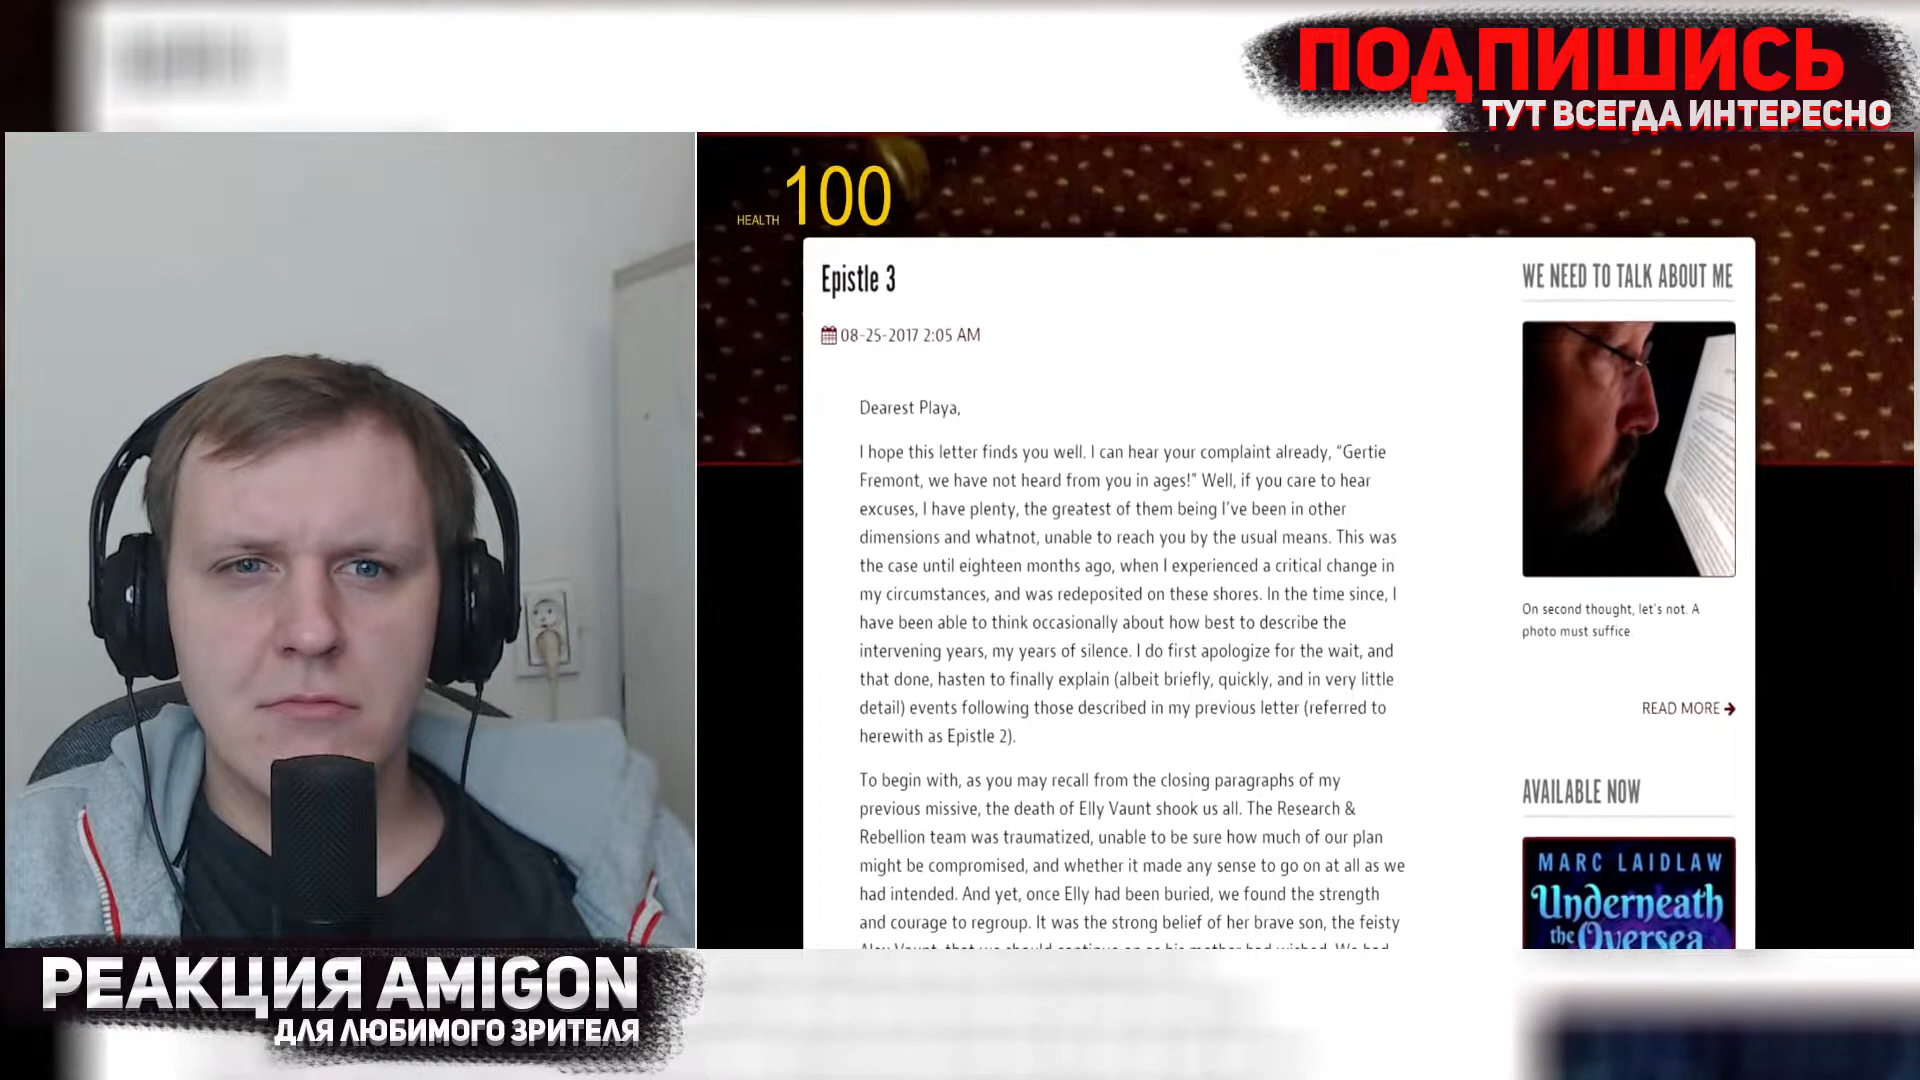 ПОДПИШИСЬ
ТУТ ВСЕГДА ИНТЕРЕСНО
HEALTH 100
Epistle 3
08-25-2017 2:05 AM
Dearest Playa,
I hope this letter finds you well. I can hear your complaint already, “Gertie
Fremont, we have not heard from you in ages!” Well, if you care to hear
excuses, I have plenty, the greatest of them being I’ve been in other
dimensions and whatnot, unable to reach you by the usual means. This was
the case until eighteen months ago, when I experienced a critical change in
my circumstances, and was redeposited on these shores. In the time since, I
have been able to think occasionally about how best to describe the
intervening years, my years of silence. I do first apologize for the wait, and
that done, hasten to finally explain (albeit briefly, quickly, and in very little
detail) events following those described in my previous letter (referred to
herewith as Epistle 2).
To begin with, as you may recall from the closing paragraphs of my
previous missive, the death of Elly Vaunt shook us all. The Research &
Rebellion team was traumatized, unable to be sure how much of our plan
might be compromised, and whether it made any sense to go on at all as we
had intended. And yet, once Elly had been buried, we found the strength
and courage to regroup. It was the strong belief of her brave son, the feisty
WE NEED TO TALK ABOUT ME
On second thought, let’s not. A
photo must suffice.
READ MORE
AVAILABLE NOW
MARC LAIDLAW
Underneath
the Oversea
РЕАКЦИЯ AMIGON
ДЛЯ ЛЮБИМОГО ЗРИТЕЛЯ